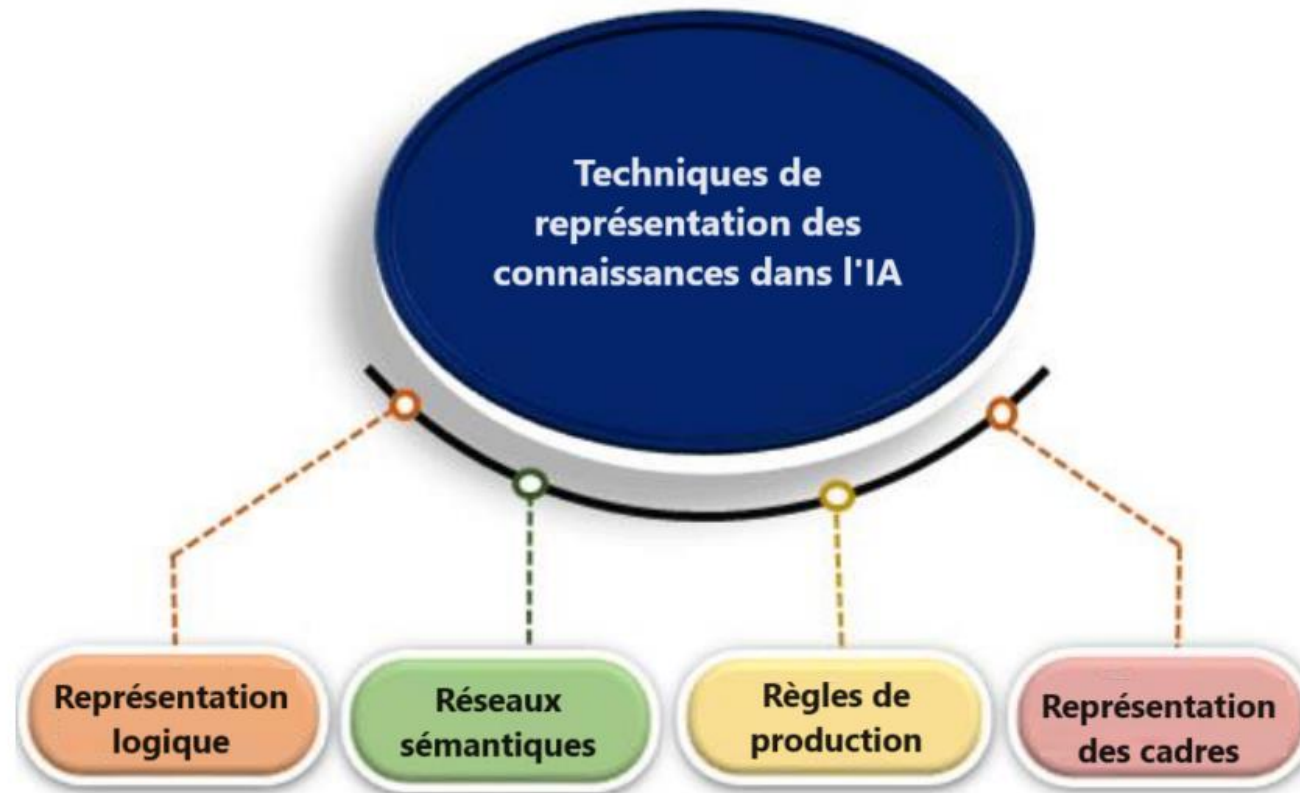 Techniques de
représentation des
connaissances dans l'IA
Représentation
logique
Réseaux
sémantiques
Règles de
production
Représentation
des cadres